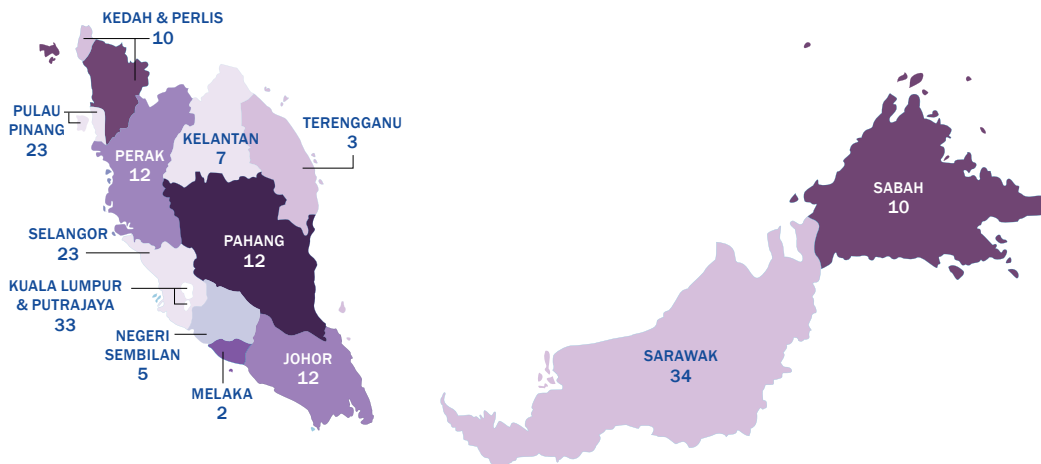 KEDAH & PERLIS
10
PULAU
PINANG
23
PERAK
12
KELANTAN
7
TERENGGANU
3
SELANGOR
23
PAHANG
12
KUALA LUMPUR
& PUTRAJAYA
33
NEGERI
SEMBILAN
5
MELAKA
2
JOHOR
12
SARAWAK
34
SABAH
10